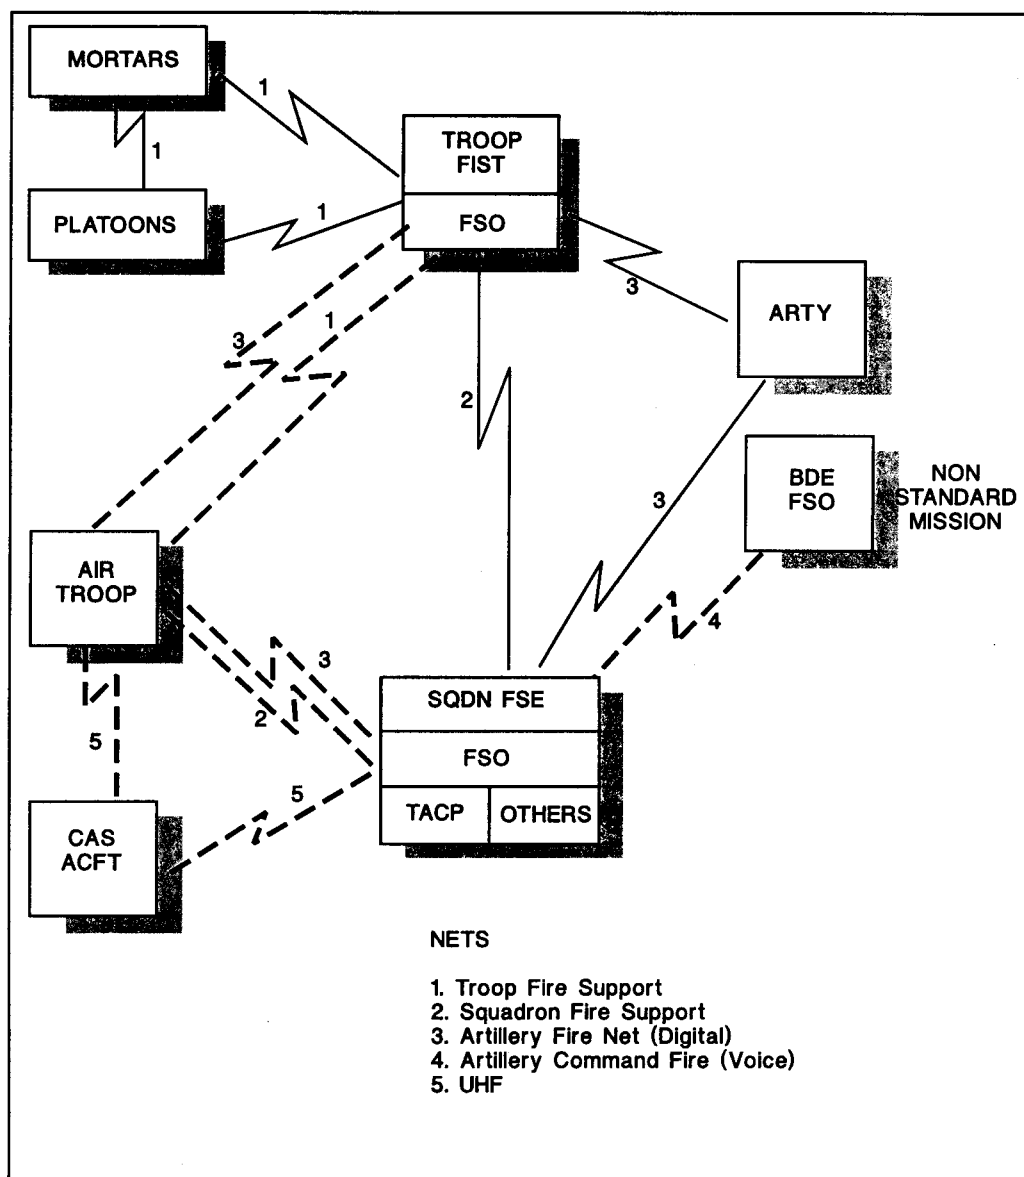 MORTARS
1
TROOP
FIST
1
PLATOONS
1
FSO
3
ARTY
3
1
2
BDE
FSO
NON
STANDARD
MISSION
3
AIR
TROOP
4
3
2
SQDN FSE
5
FSO
5
TACP
OTHERS
CAS
ACFT
NETS
1. Troop Fire Support
2. Squadron Fire Support
3. Artillery Fire Net (Digital)
4. Artillery Command Fire (Voice)
5. UHF